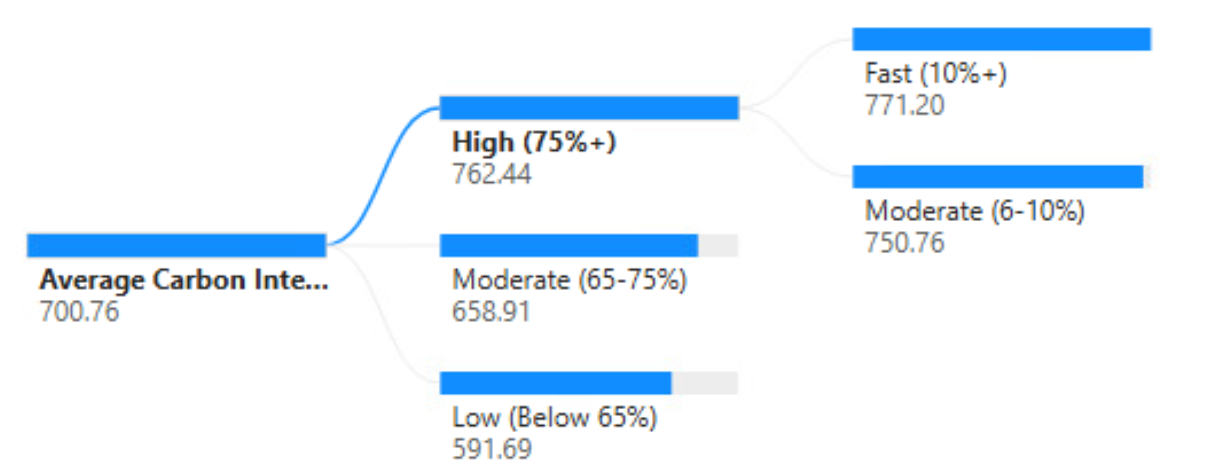 Average Carbon Inte...
700.76
High (75%+)
762.44
Moderate (65-75%)
658.91
Low (Below 65%)
591.69
Fast (10%+)
771.20
Moderate (6-10%)
750.76